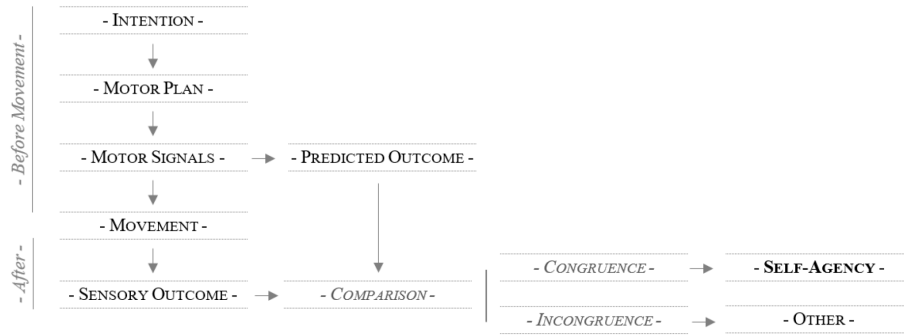 - Before Movement -
- INTENTION -
- MOTOR PLAN -
- MOTOR SIGNALS -
- PREDICTED OUTCOME -
- MOVEMENT -
- After -
- SENSORY OUTCOME -
- COMPARISON -
- CONGRUENCE -
- SELF-AGENCY -
- INCONGRUENCE -
- OTHER -